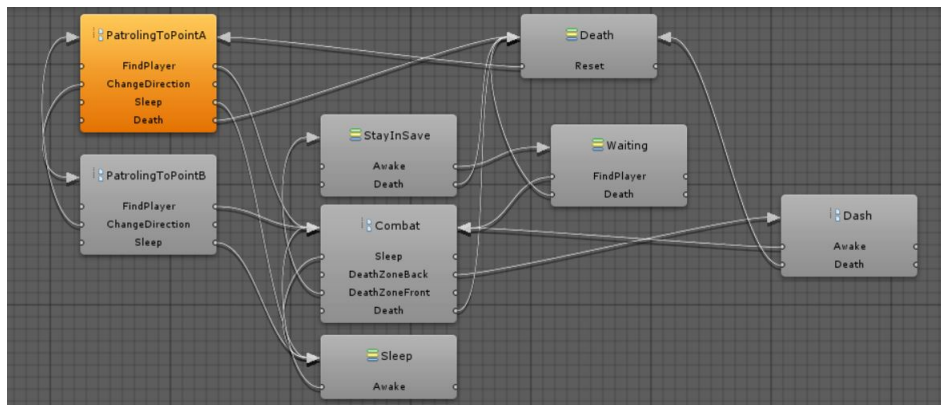 PatrolingToPointA
FindPlayer
ChangeDirection
Sleep
Death
PatrolingToPointB
FindPlayer
ChangeDirection
Sleep
StayInSave
Awake
Death
Combat
Sleep
DeathZoneBack
DeathZoneFront
Death
Sleep
Awake
Death
Reset
Waiting
FindPlayer
Death
Dash
Awake
Death